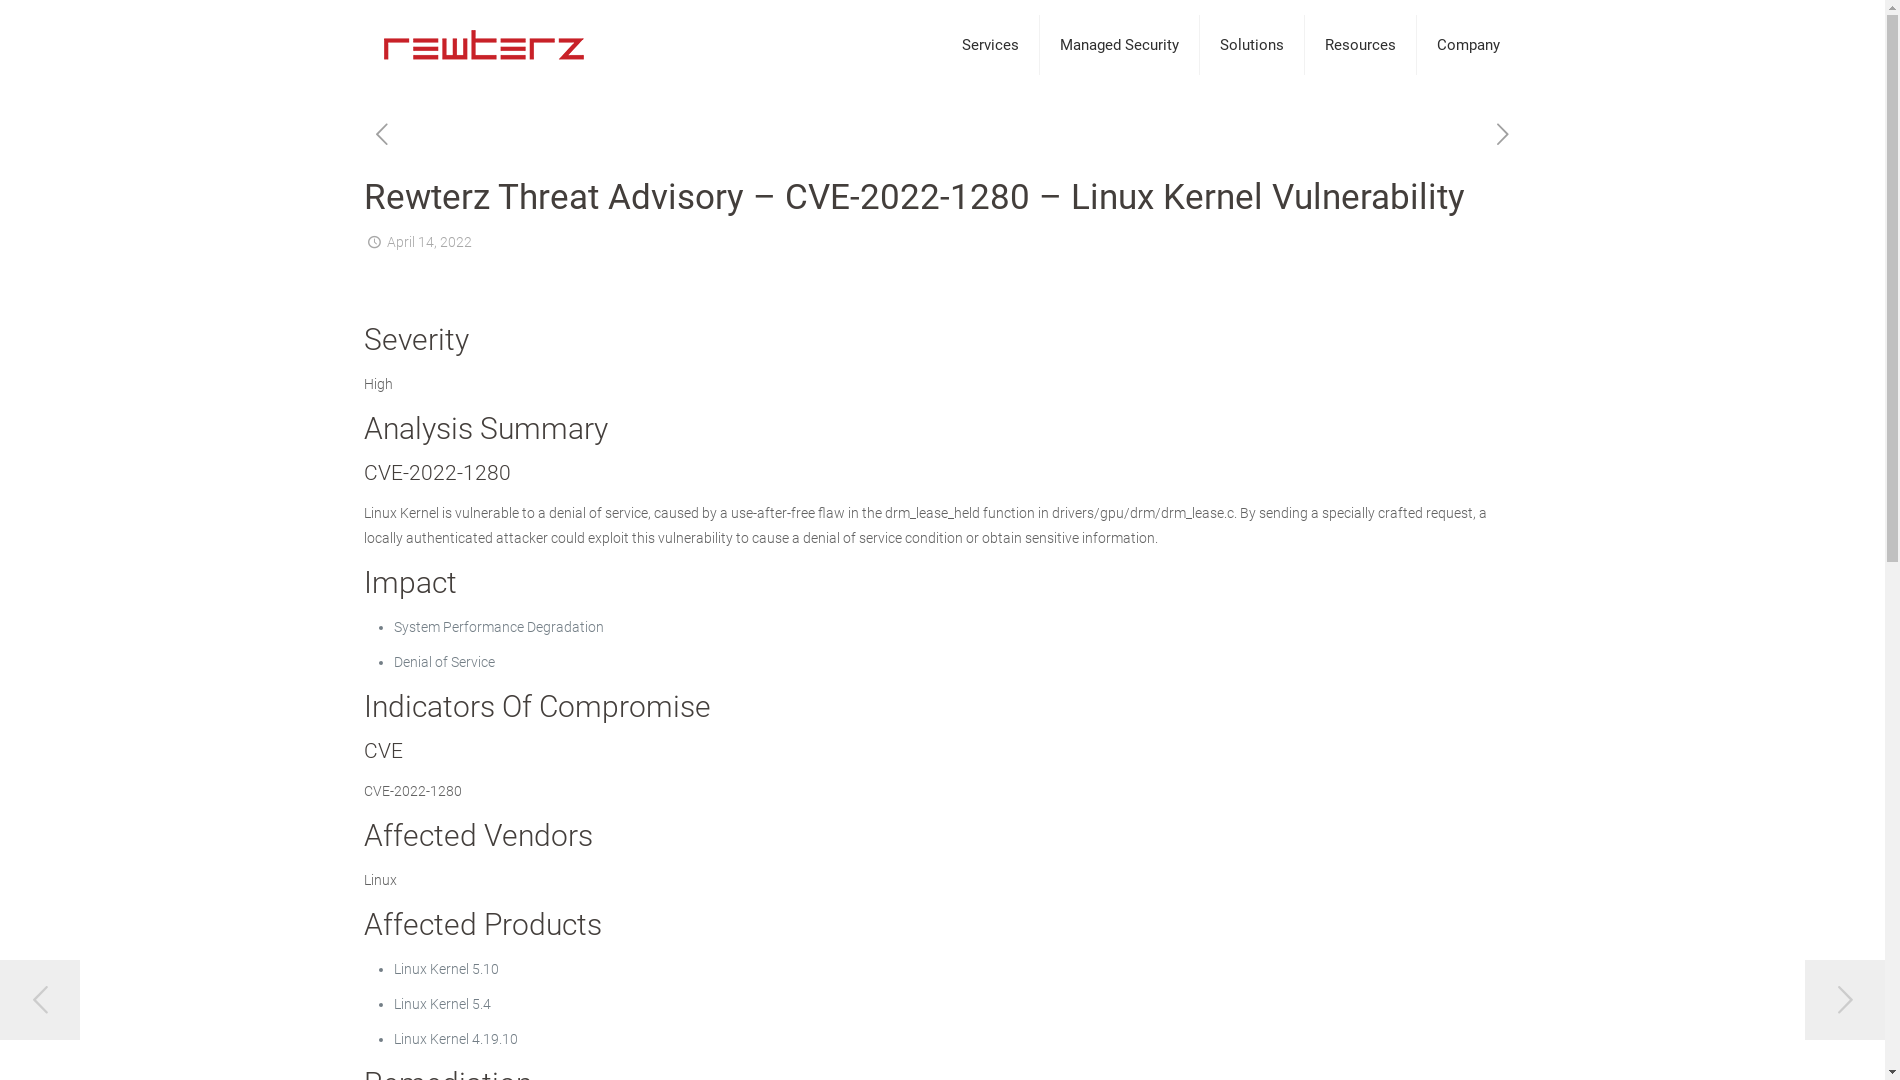 rewterz
Services
Managed Security
Solutions
Resources
Company
Rewterz Threat Advisory – CVE-2022-1280 – Linux Kernel Vulnerability
April 14, 2022
Severity
High
Analysis Summary
CVE-2022-1280
Linux Kernel is vulnerable to a denial of service, caused by a use-after-free flaw in the drm_lease_held function in drivers/gpu/drm/drm_lease.c. By sending a specially crafted request, a
locally authenticated attacker could exploit this vulnerability to cause a denial of service condition or obtain sensitive information.
Impact
System Performance Degradation
Denial of Service
Indicators Of Compromise
CVE
CVE-2022-1280
Affected Vendors
Linux
Affected Products
Linux Kernel 5.10
Linux Kernel 5.4
Linux Kernel 4.19.10
Remediation